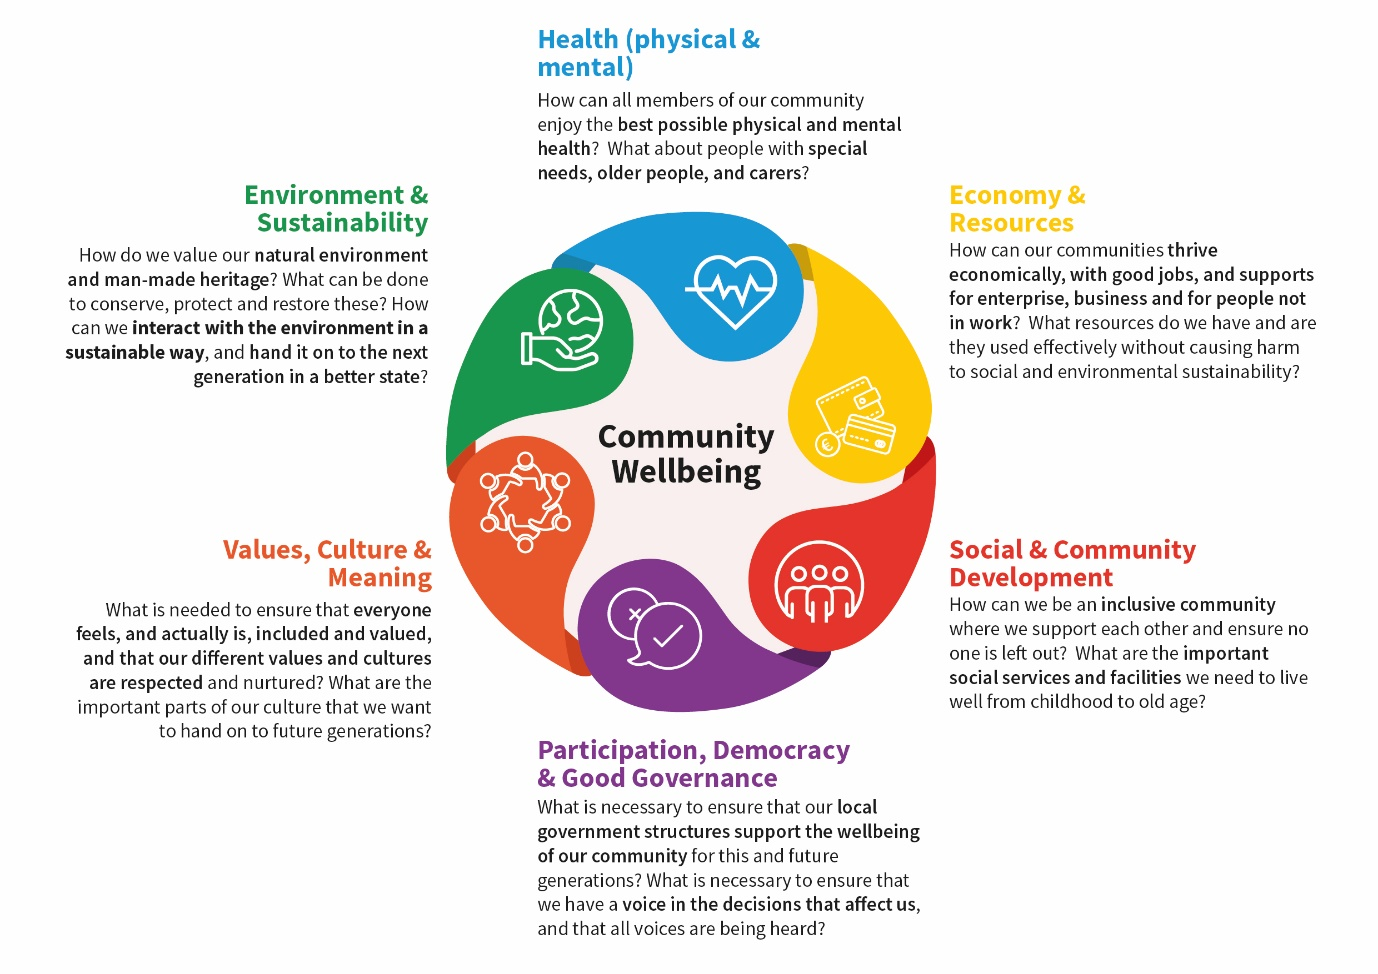 Health (physical &
mental)
How can all members of our community
enjoy the best possible physical and mental
health?  What about people with special
needs, older people, and carers?
Environment &
Sustainability
How do we value our natural environment
and man-made heritage? What can be done
to conserve, protect and restore these? How
can we interact with the environment in a
sustainable way, and hand it on to the next
generation in a better state?
Economy &
Resources
How can our communities thrive
economically, with good jobs, and supports
for enterprise, business and for people not
in work?  What resources do we have and are
they used effectively without causing harm
to social and environmental sustainability?
Community
Wellbeing
€
Values, Culture &
Meaning
What is needed to ensure that everyone
feels, and actually is, included and valued,
and that our different values and cultures
are respected and nurtured? What are the
important parts of our culture that we want
to hand on to future generations?
Social & Community
Development
How can we be an inclusive community
where we support each other and ensure no
one is left out?  What are the important
social services and facilities we need to live
well from childhood to old age?
Participation, Democracy
& Good Governance
What is necessary to ensure that our local
government structures support the wellbeing
of our community for this and future
generations? What is necessary to ensure that
we have a voice in the decisions that affect us,
and that all voices are being heard?